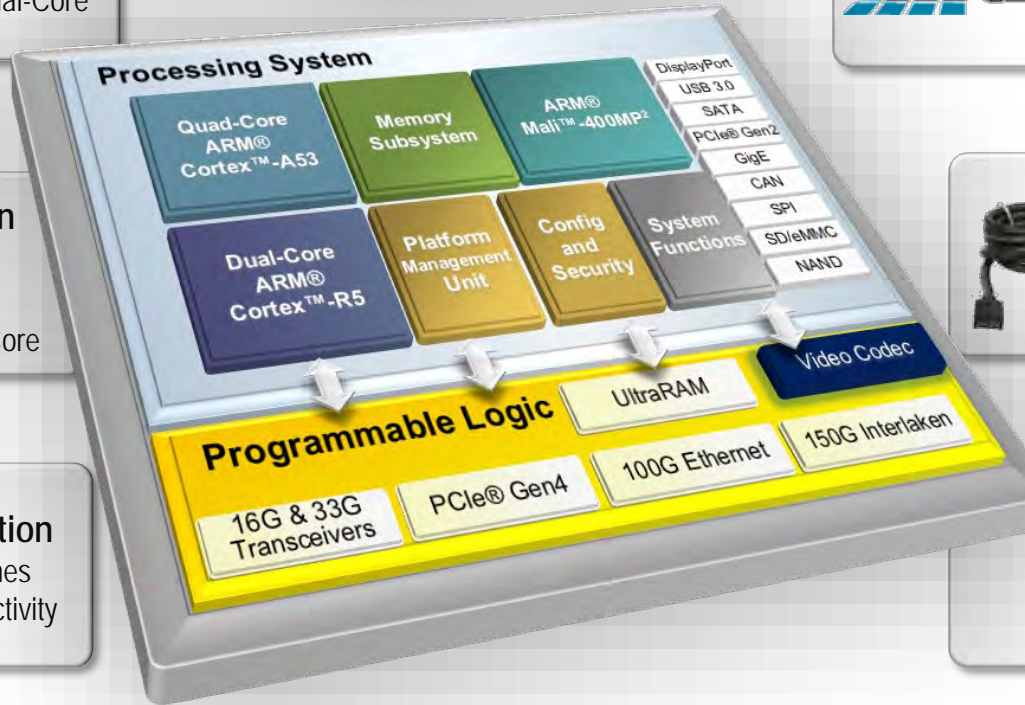 al-Core
n
ore
tion
nes
ctivity
Processing System
Quad-Core
ARM®
Cortex™-A53
Memory
Subsystem
ARM®
Mali™-400MP²
Dual-Core
ARM®
Cortex™-R5
Platform
Management
Unit
Config
and
Security
System
Functions
DisplayPort
USB 3.0
SATA
PCIe® Gen2
GigE
CAN
SPI
SD/eMMC
NAND
Programmable Logic
UltraRAM
Video Codec
16G & 33G
Transceivers
PCIe® Gen4
100G Ethernet
150G Interlaken